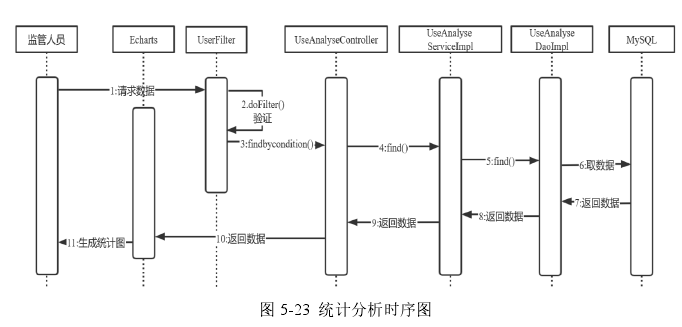 监管人员
Echarts
UserFilter
UseAnalyseController
UseAnalyse
ServiceImpl
UseAnalyse
DaoImpl
MySQL
1:请求数据
2.doFilter()
验证
3:findbycondition()
4:find()
5:find()
6:取数据
7:返回数据
8:返回数据
9:返回数据
10:返回数据
11:生成统计图
图 5-23 统计分析时序图